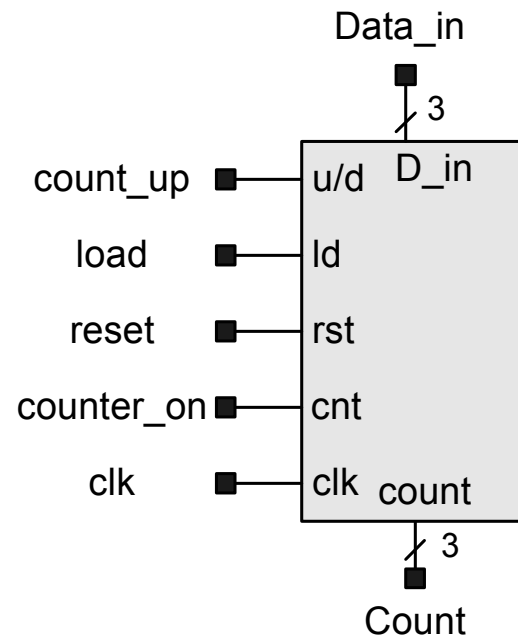 Data_in
3
D_in
count_up
u/d
load
ld
reset
rst
counter_on
cnt
clk
clk
count
3
Count